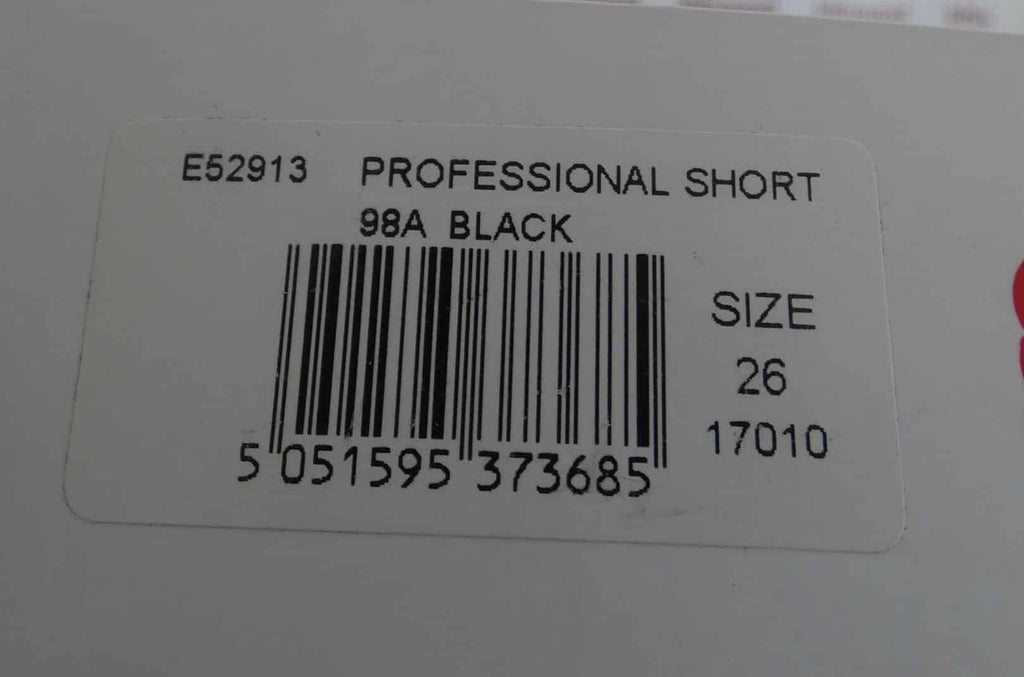 E52913 PROFESSIONAL SHORT
98A BLACK
SIZE
26
17010
5 051595 373685